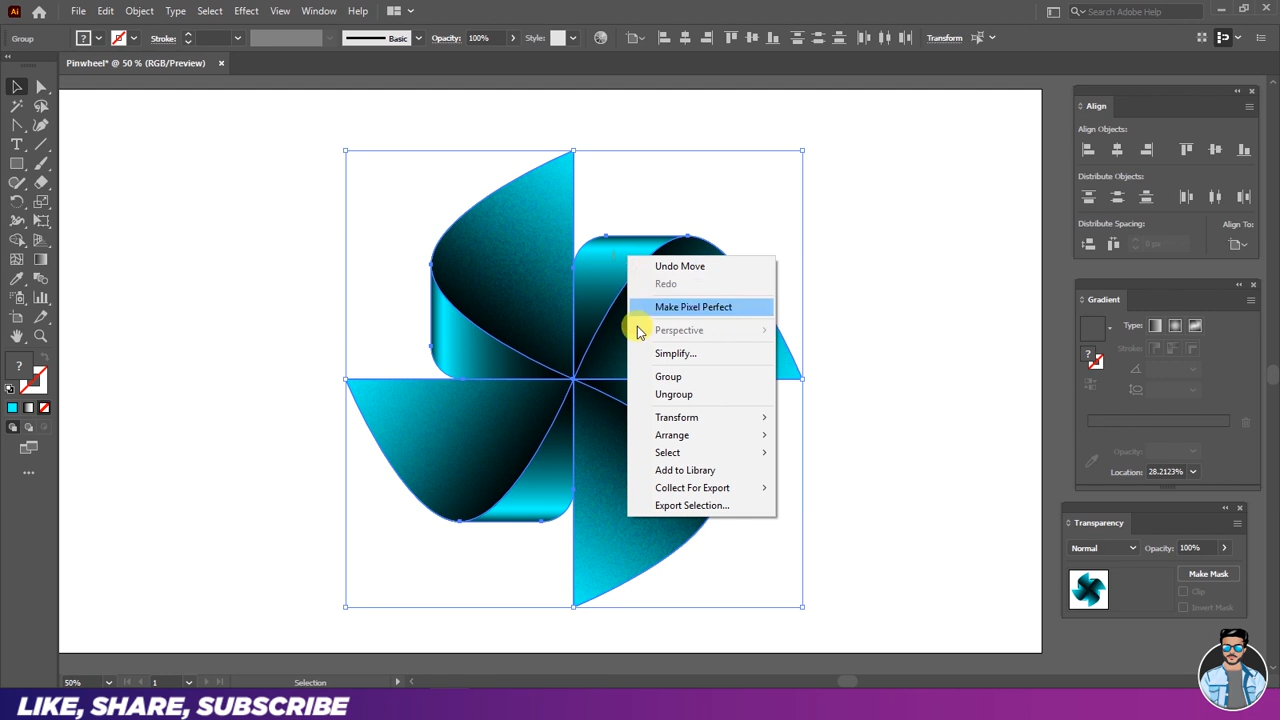 Ai File Edit Object Type Select Effect View Window Help Search Adobe Help
Group ? Stroke: Basic Opacity: 100% Style: Transform
Pinwheel* @ 50 % (RGB/Preview)
Align
Align Objects:
Distribute Objects:
Distribute Spacing: Align To:
0 px
Undo Move
Redo
Make Pixel Perfect
Perspective
Simplify...
Group
Ungroup
Transform
Arrange
Select
Add to Library
Collect For Export
Export Selection...
Gradient
Type:
Stroke:
?
Opacity:
Location: 28.2123%
Transparency
Normal Opacity: 100%
Make Mask
Clip
Invert Mask
?
50% 1 Selection
LIKE, SHARE, SUBSCRIBE